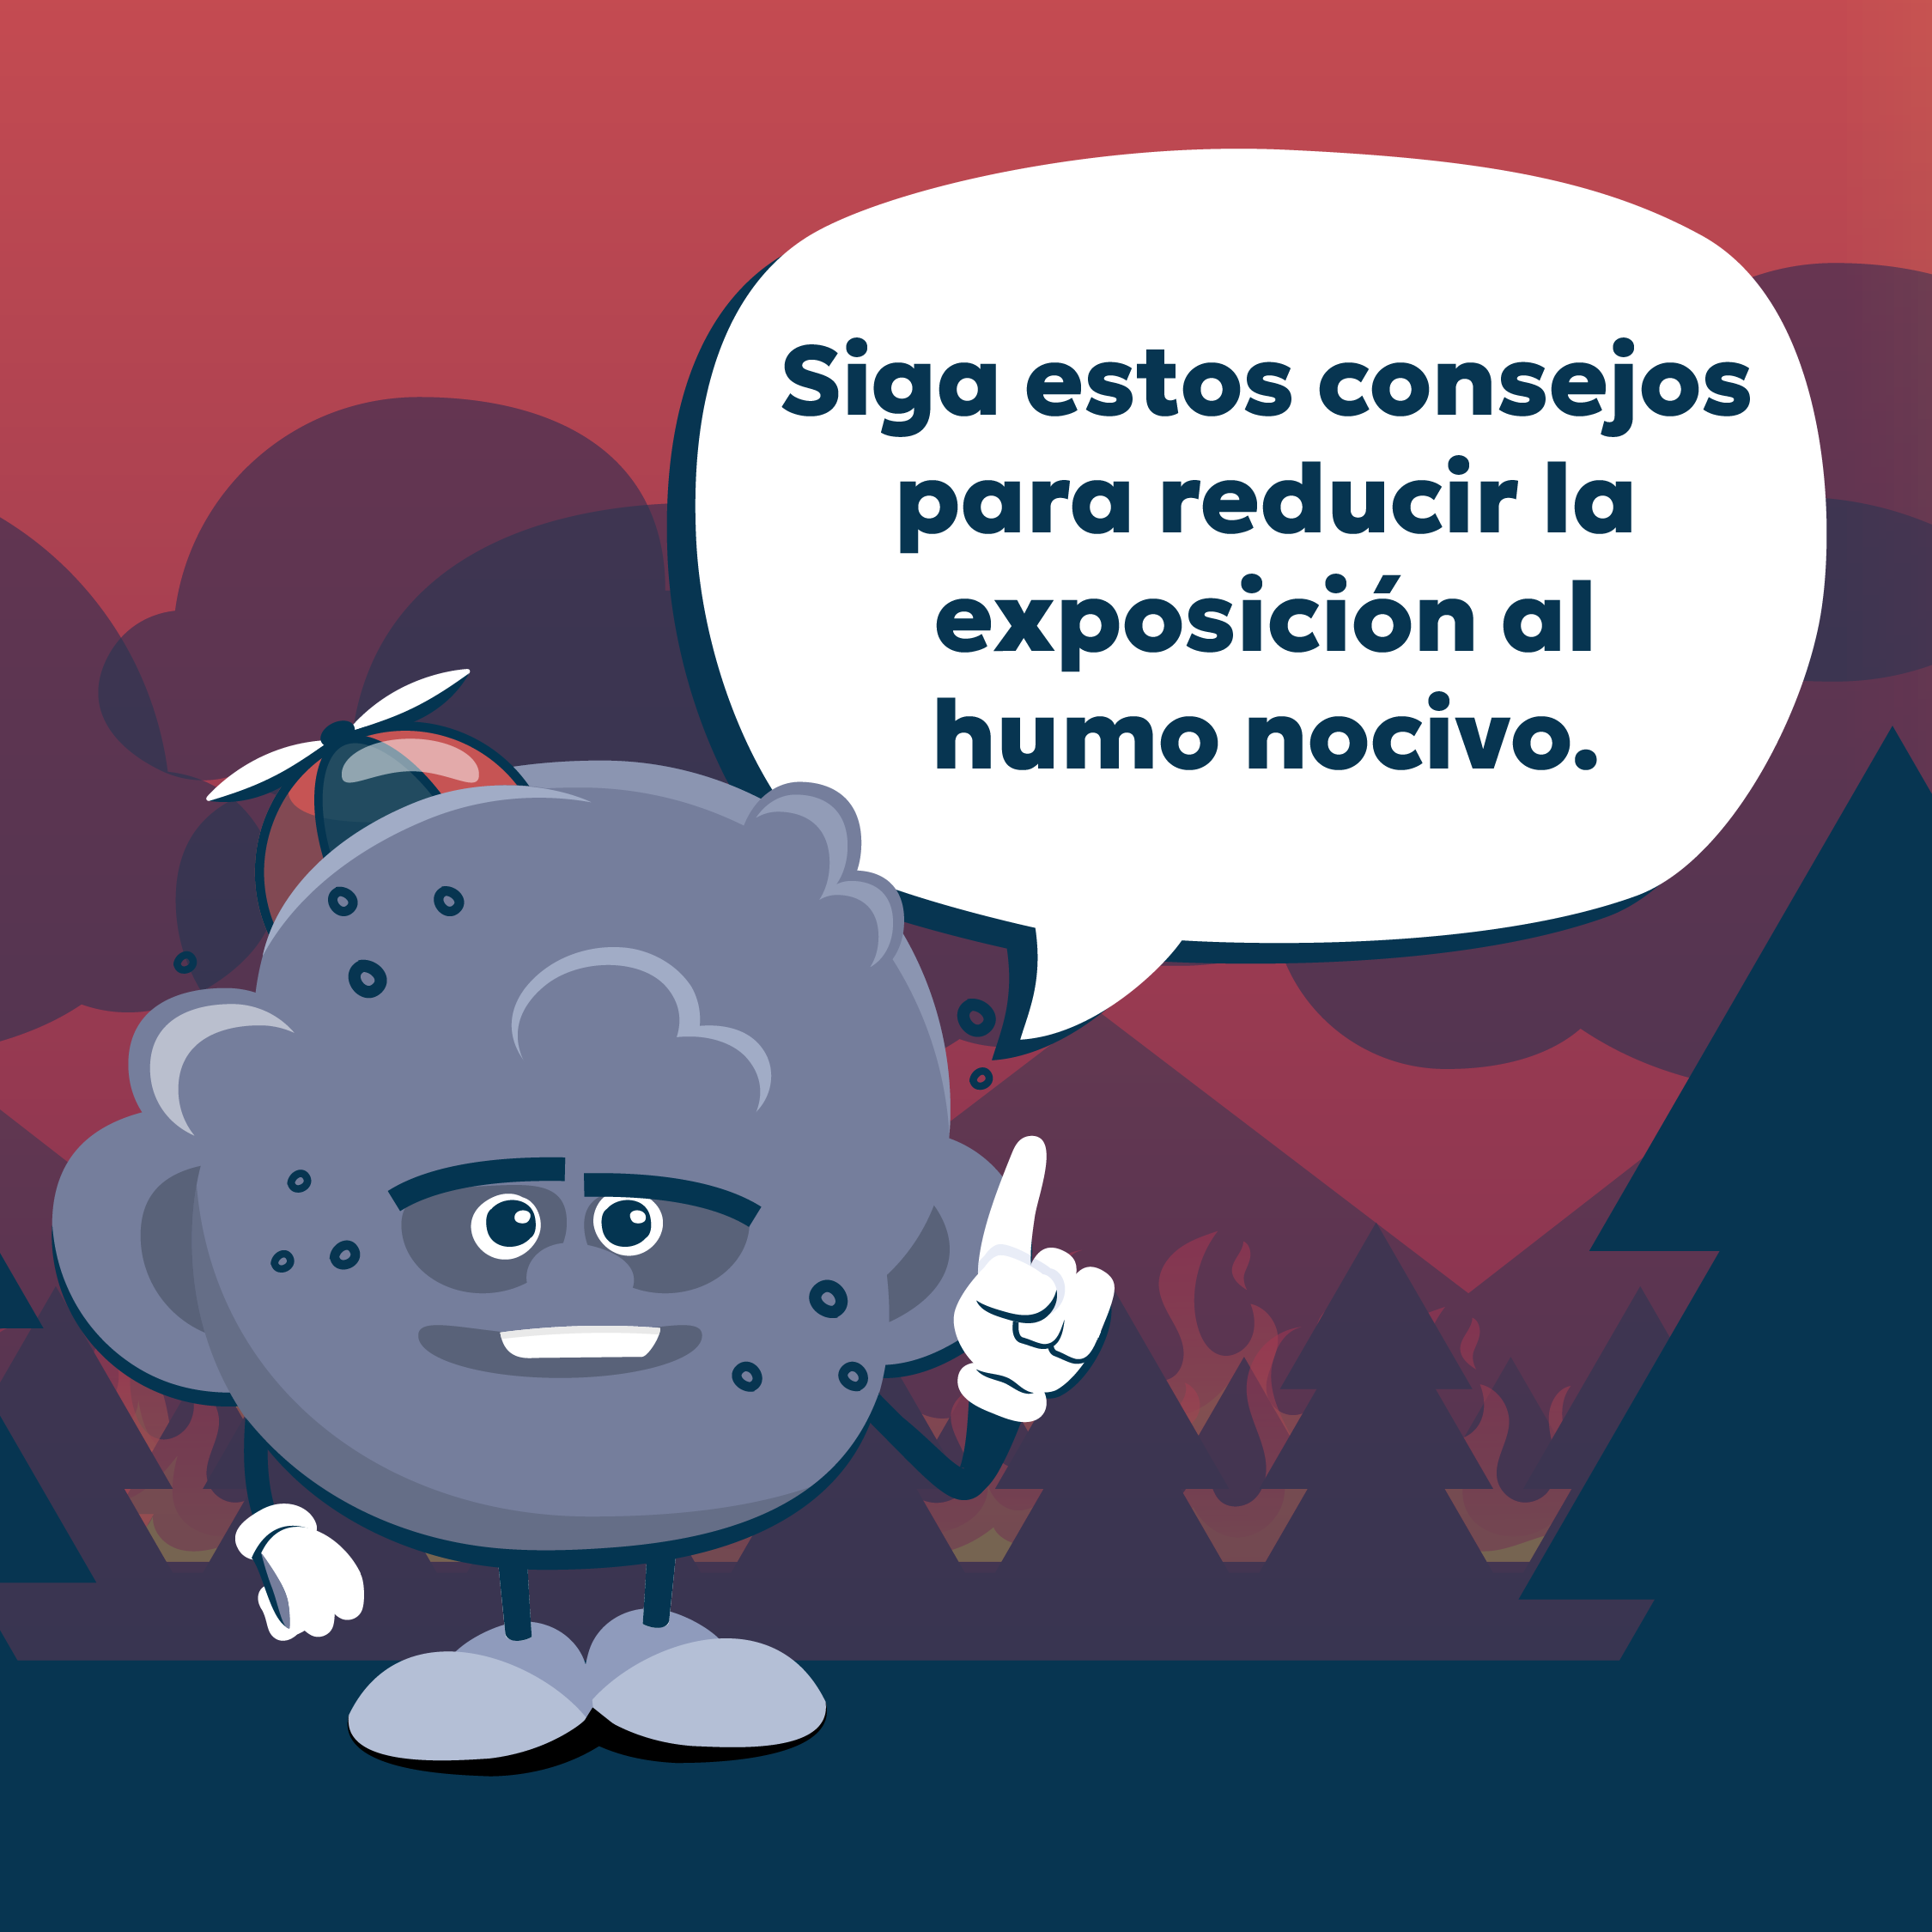 Siga estos consejos
para reducir la
exposición al
humo nocivo.